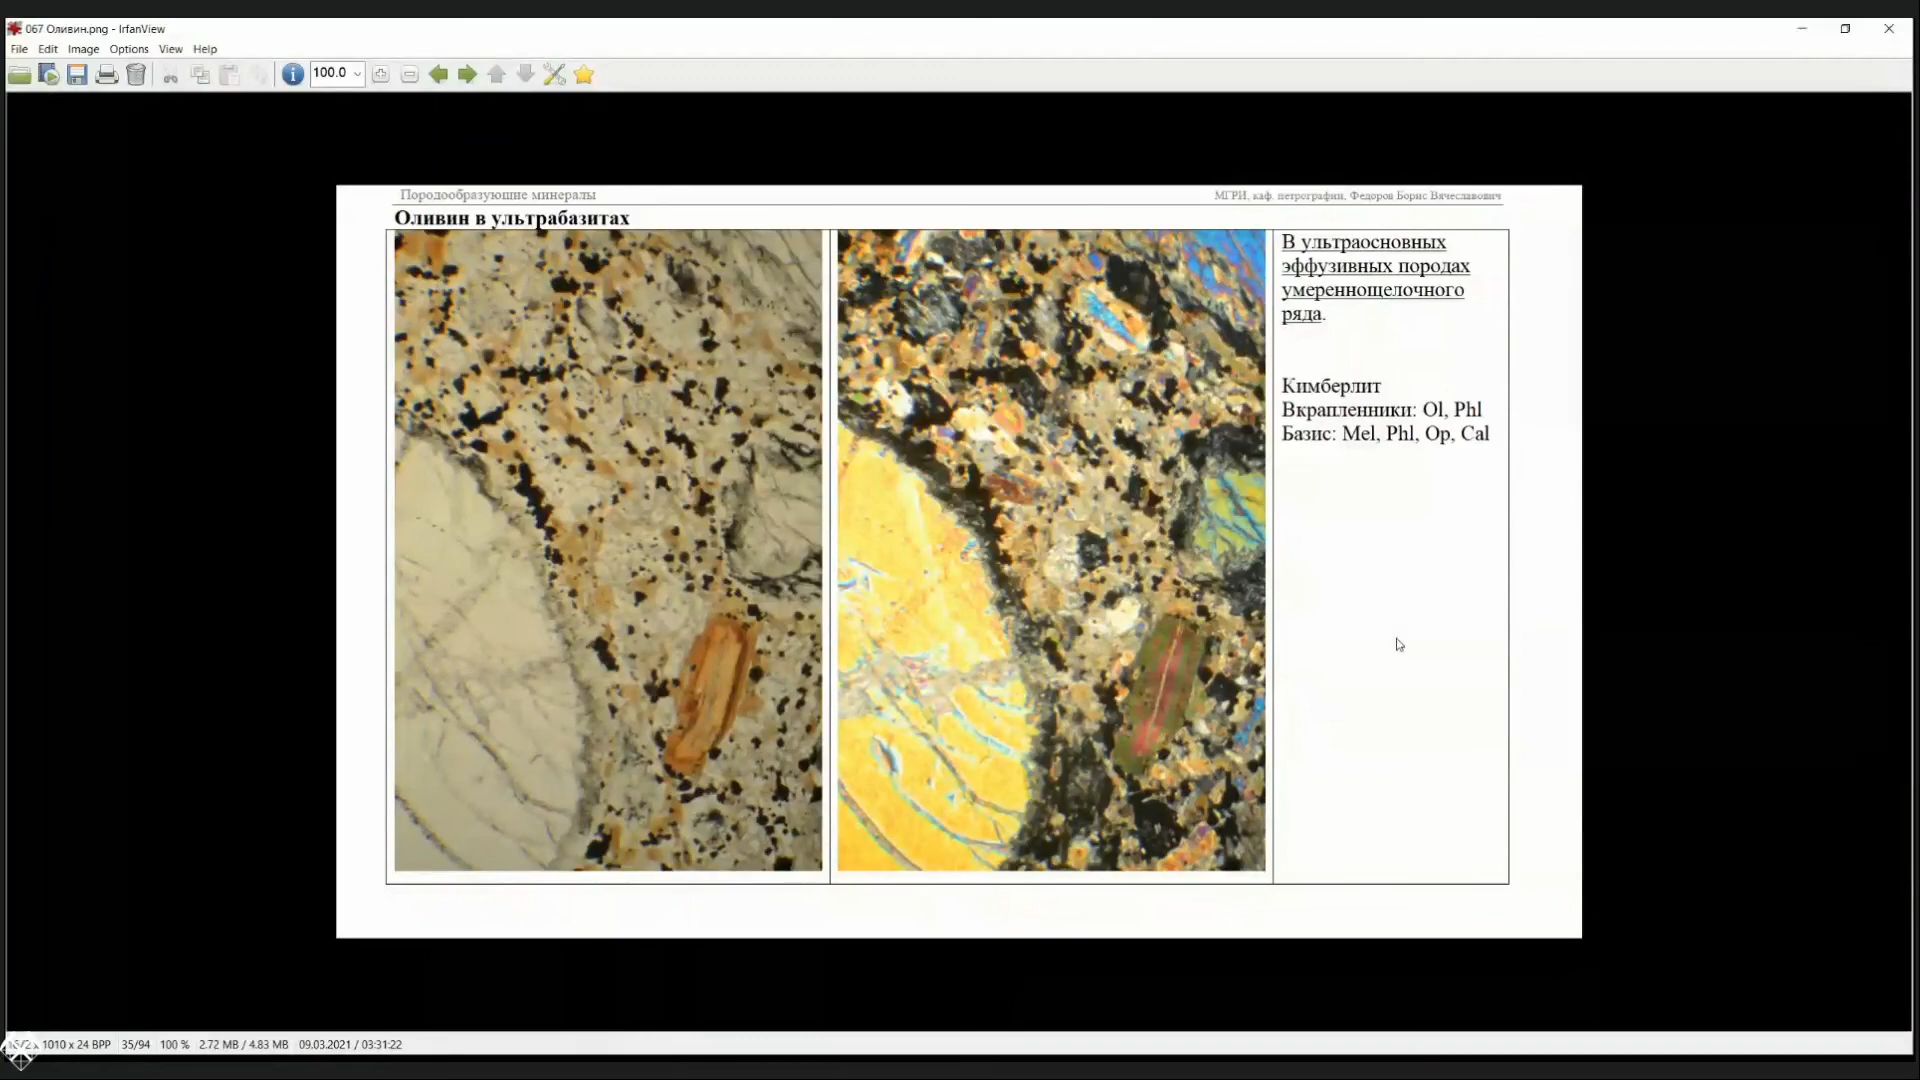 067 Оливин.png - IrfanView
File Edit Image Options View Help
100.0
Породообразующие минералы
МГРИ, каф. петрографии, Федоров Борис Вячеславович
Оливин в ультрабазитах
В ультраосновных
эффузивных породах
умереннощелочного
ряда.
Кимберлит
Вкрапленники: Ol, Phl
Базис: Mel, Phl, Op, Cal
x 1010 x 24 BPP 35/94 100 % 2.72 MB / 4.83 MB 09.03.2021 / 03:31:22